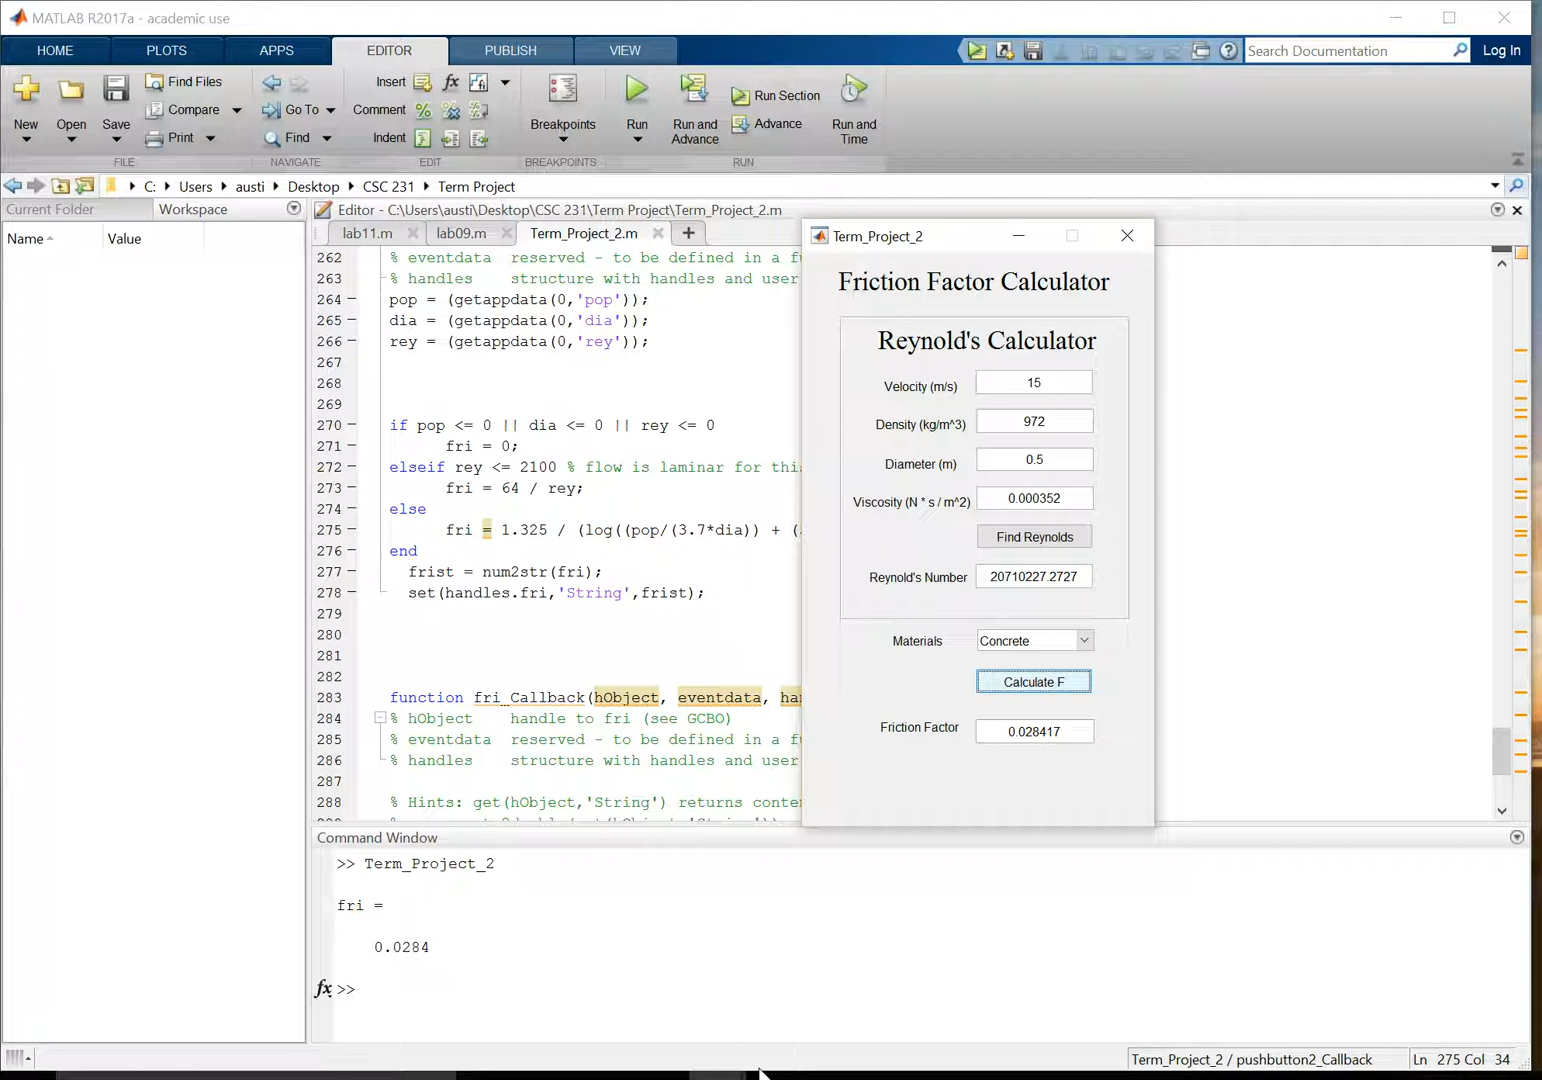 MATLAB R2017a - academic use
HOME PLOTS APPS EDITOR PUBLISH VIEW
Search Documentation
Log In
New
Open
Save
Find Files
Compare
Print
FILE
Go To
Find
NAVIGATE
Insert
fx
Comment
Indent
EDIT
Breakpoints
BREAKPOINTS
Run
Run and
Advance
Run Section
Advance
Run and
Time
RUN
C: Users austi Desktop CSC 231 Term Project
Current Folder
Workspace
Name Value
Editor - C:\Users\austi\Desktop\CSC 231\Term Project\Term_Project_2.m
lab11.m lab09.m Term_Project_2.m
262 % eventdata reserved - to be defined in a fu
263 % handles structure with handles and user
264 pop = (getappdata(0,'pop'));
265 dia = (getappdata(0,'dia'));
266 rey = (getappdata(0,'rey'));
267
268
269
270 if pop <= 0 || dia <= 0 || rey <= 0
271 fri = 0;
272 elseif rey <= 2100 % flow is laminar for this
273 fri = 64 / rey;
274 else
275 fri = 1.325 / (log((pop/(3.7*dia)) + (
276 end
277 frist = num2str(fri);
278 set(handles.fri,'String',frist);
279
280
281
282
283 function fri_Callback(hObject, eventdata, han
284 % hObject handle to fri (see GCBO)
285 % eventdata reserved - to be defined in a fu
286 % handles structure with handles and user
287
288 % Hints: get(hObject,'String') returns conten
Term_Project_2
Friction Factor Calculator
Reynold's Calculator
Velocity (m/s) 15
Density (kg/m^3) 972
Diameter (m) 0.5
Viscosity (N * s / m^2) 0.000352
Find Reynolds
Reynold's Number 20710227.2727
Materials Concrete
Calculate F
Friction Factor 0.028417
Command Window
>> Term_Project_2
fri =
0.0284
fx >>
Term_Project_2 / pushbutton2_Callback
Ln 275 Col 34